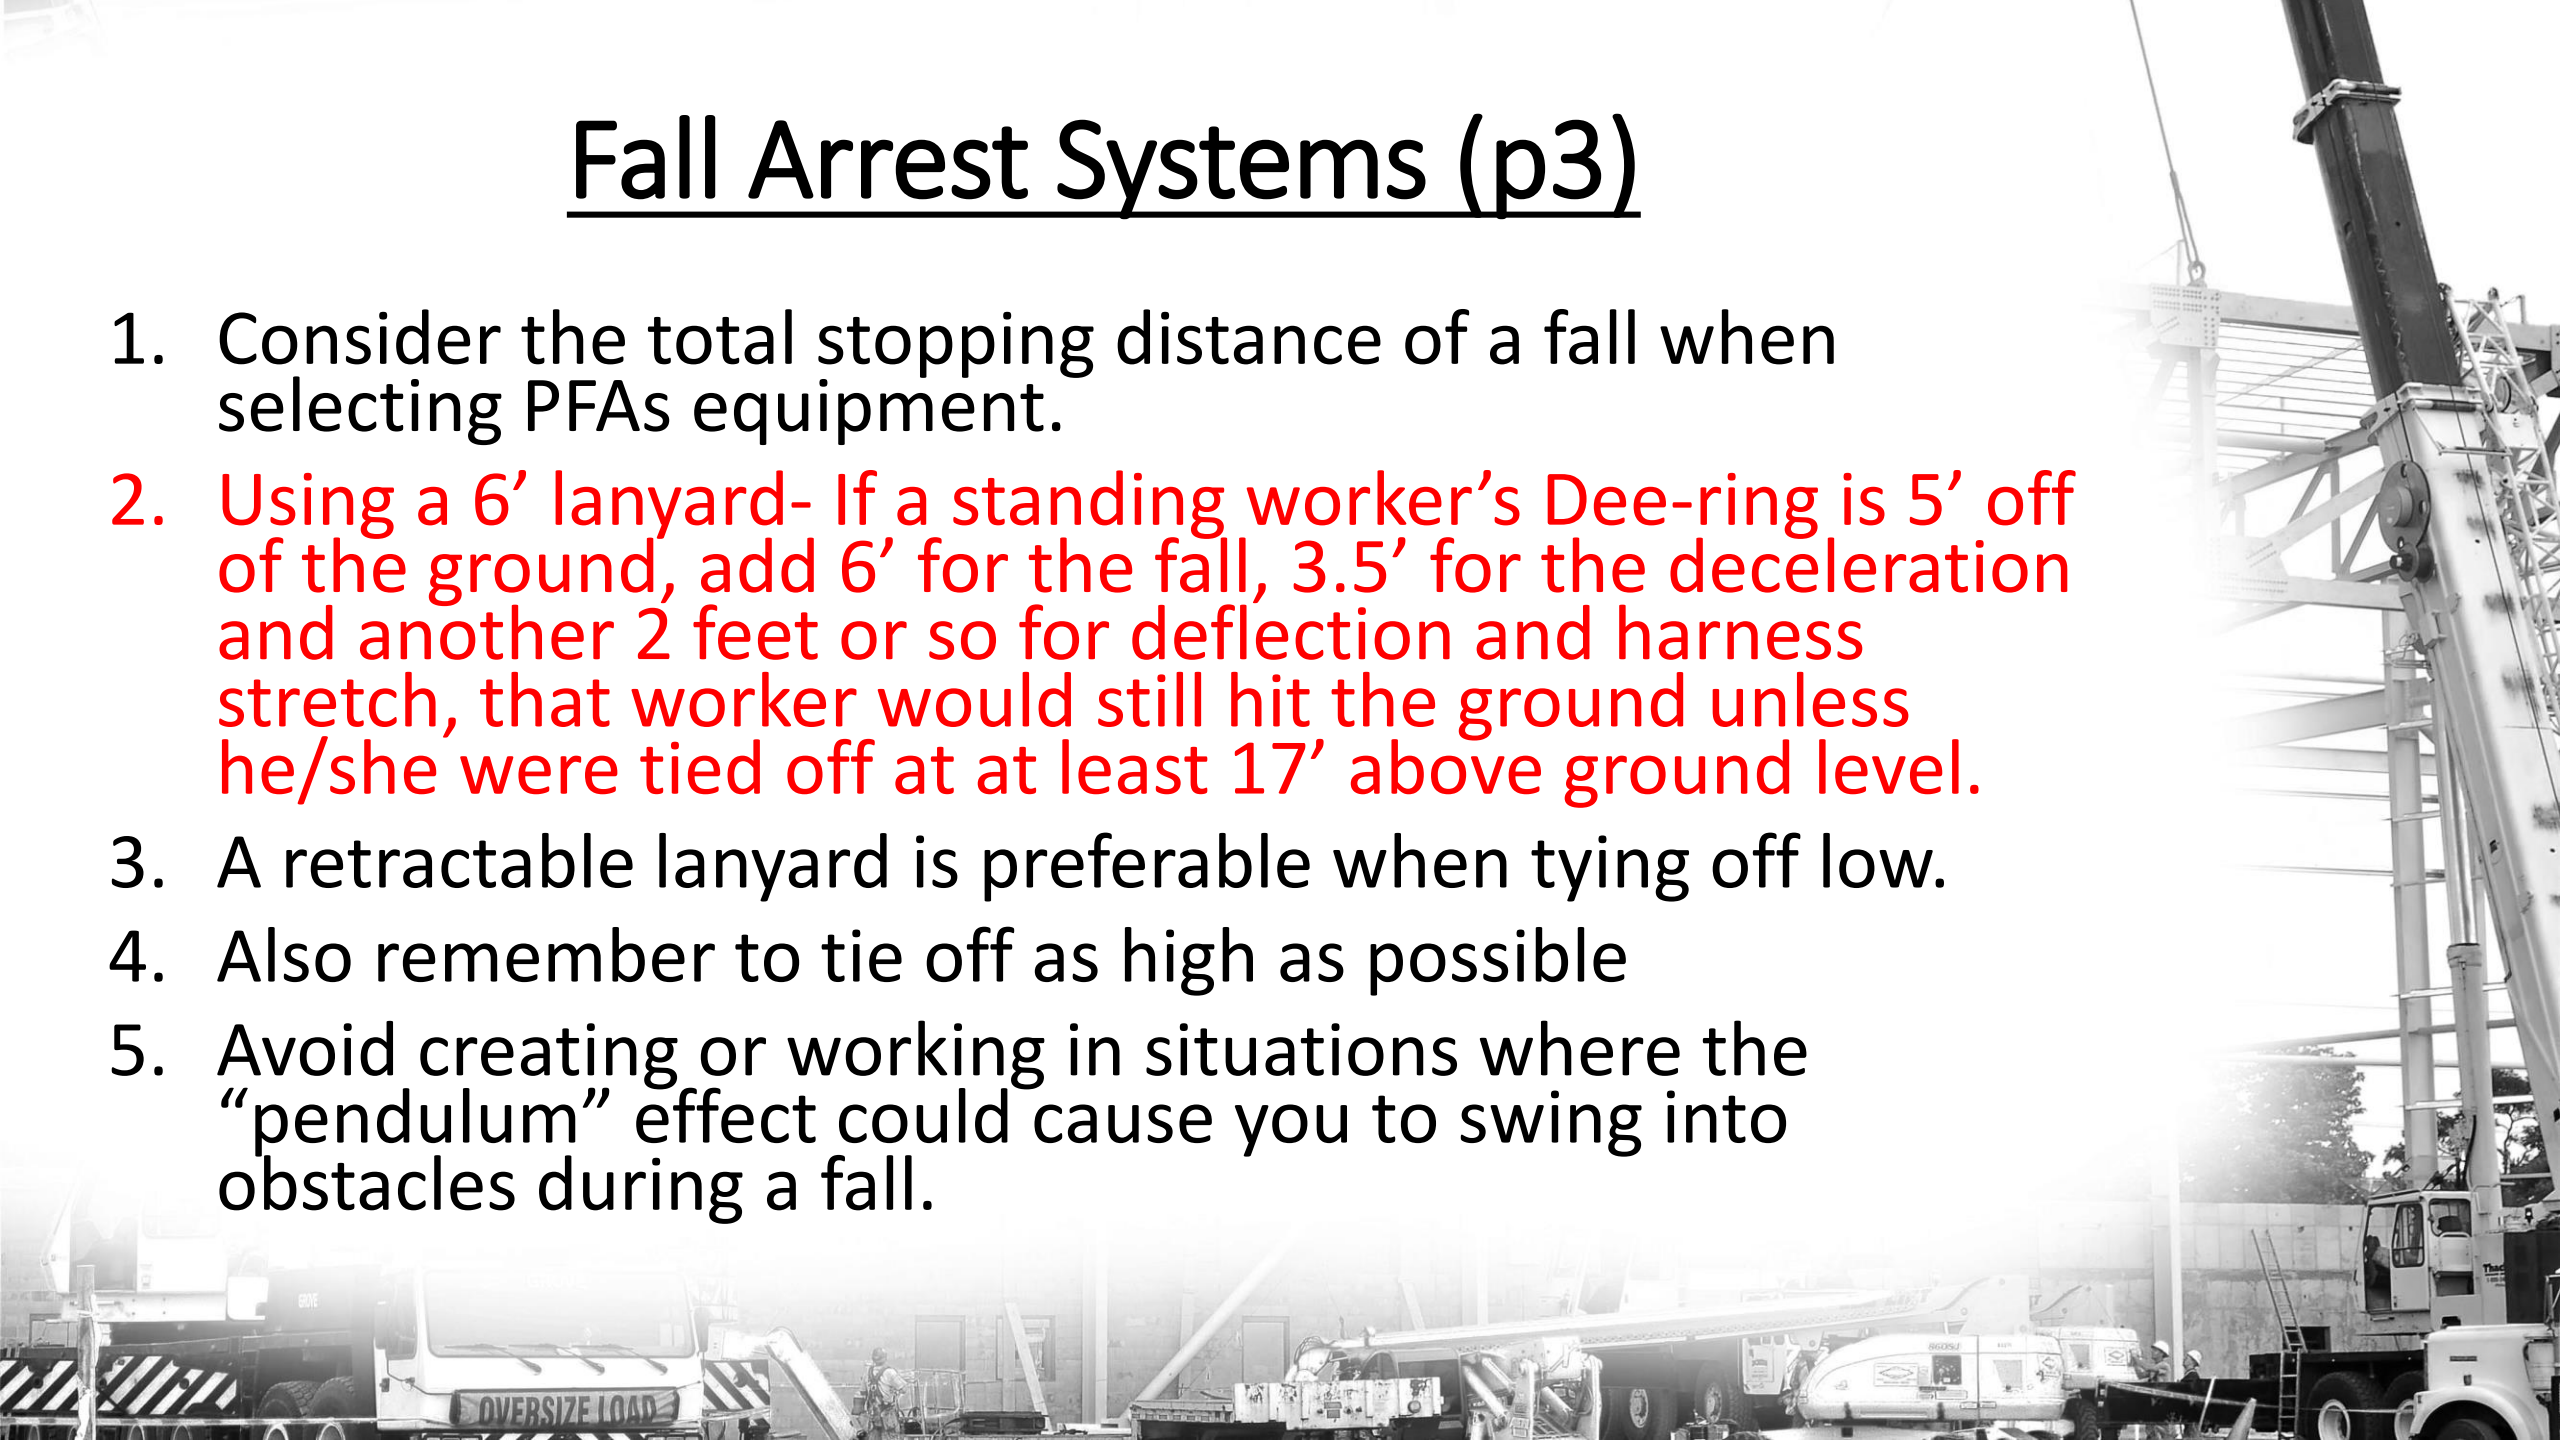 Fall Arrest Systems (p3)
1. Consider the total stopping distance of a fall when
selecting PFAs equipment.
2. Using a 6’ lanyard- If a standing worker’s Dee-ring is 5’ off
of the ground, add 6’ for the fall, 3.5’ for the deceleration
and another 2 feet or so for deflection and harness
stretch, that worker would still hit the ground unless
he/she were tied off at at least 17’ above ground level.
3. A retractable lanyard is preferable when tying off low.
4. Also remember to tie off as high as possible
5. Avoid creating or working in situations where the
“pendulum” effect could cause you to swing into
obstacles during a fall.
GROVE
OVERSIZE LOAD